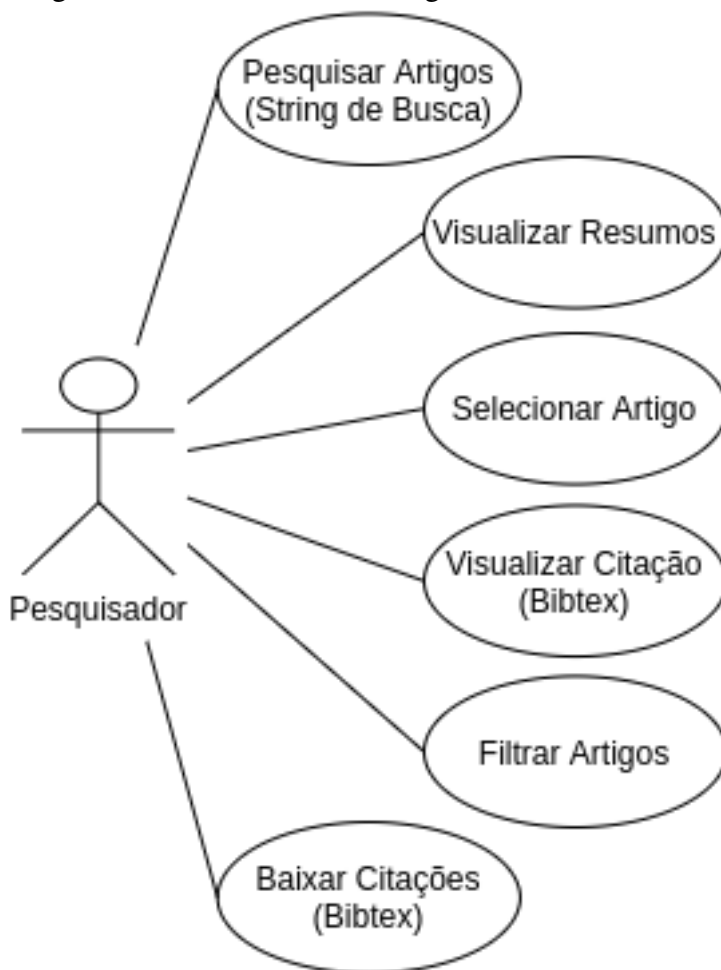 Pesquisar Artigos
(String de Busca)
Visualizar Resumos
Selecionar Artigo
Visualizar Citação
(Bibtex)
Pesquisador
Filtrar Artigos
Baixar Citações
(Bibtex)